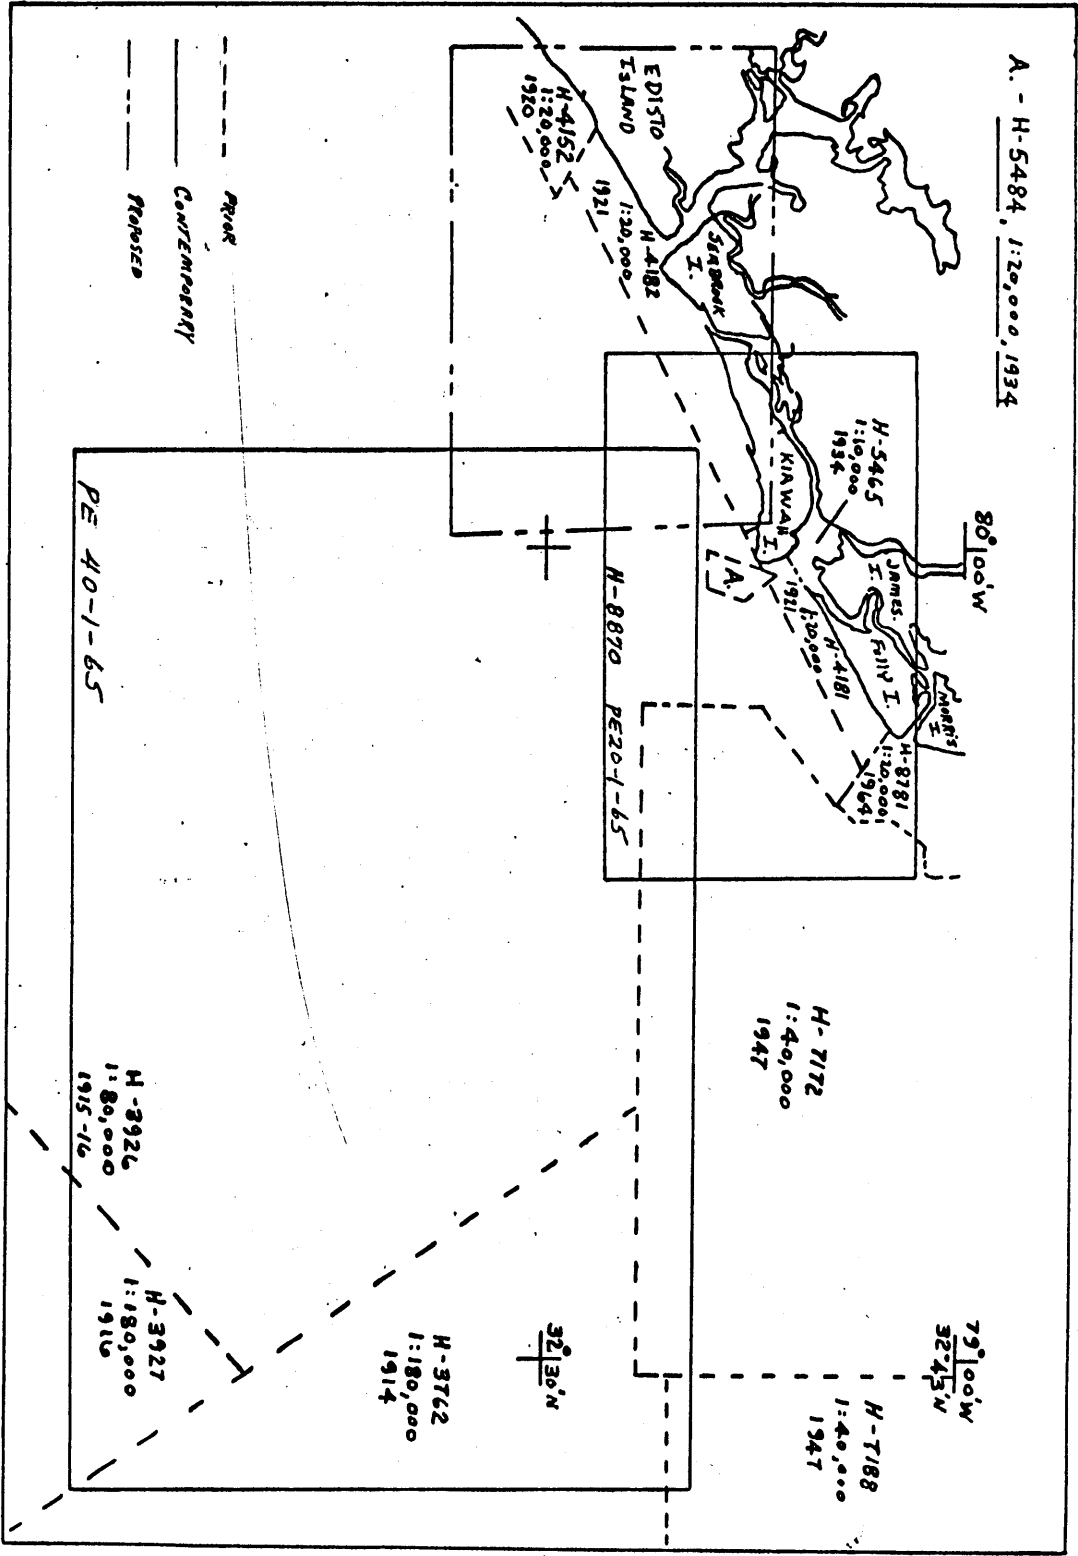 A. - H-5484, 1:20,000, 1934
80° 00'W
79° 00'W
32° 43'N
H-5465
1:10,000
1934
JAMES
I.
FOLLY I.
MORRIS
I
H-8781
1:20,000
1964
KIAWAH
I.
H-4181
1:20,000
1921
A.
H-7172
1:40,000
1947
H-7188
1:40,000
1947
SEABROOK
I.
EDISTO
ISLAND
H-4182
1:20,000
1921
H-4152
1:20,000
1920
H-8870 PE20-1-65
32° 30'N
H-3762
1:180,000
1914
PRIOR
CONTEMPORARY
PROPOSED
PE 40-1-65
H-3926
1:80,000
1915-16
H-3927
1:180,000
1916